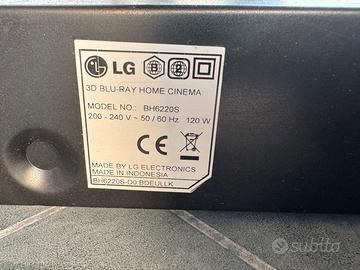 LG B 2
3D BLU-RAY HOME CINEMA
MODEL NO.: BH6220S
200 - 240 V ~ 50 / 60 Hz 120 W
CE
MADE BY LG ELECTRONICS
MADE IN INDONESIA
BH6220S-D0.BDEULLK
subito